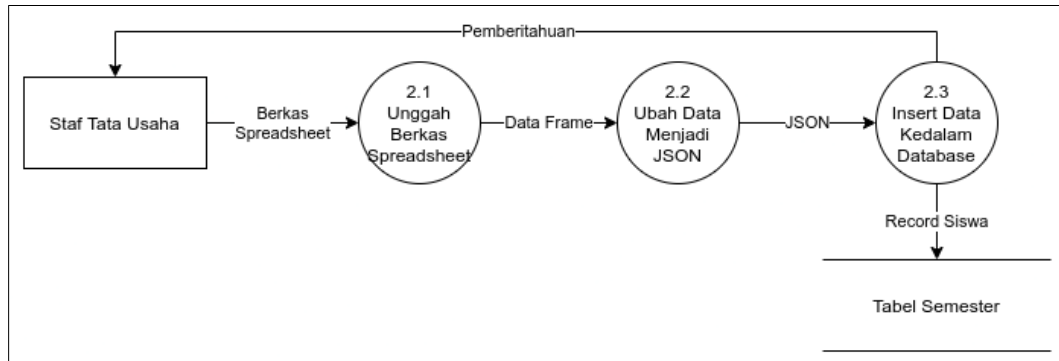 Pemberitahuan
Staf Tata Usaha
Berkas
Spreadsheet
2.1
Unggah
Berkas
Spreadsheet
Data Frame
2.2
Ubah Data
Menjadi
JSON
JSON
2.3
Insert Data
Kedalam
Database
Record Siswa
Tabel Semester